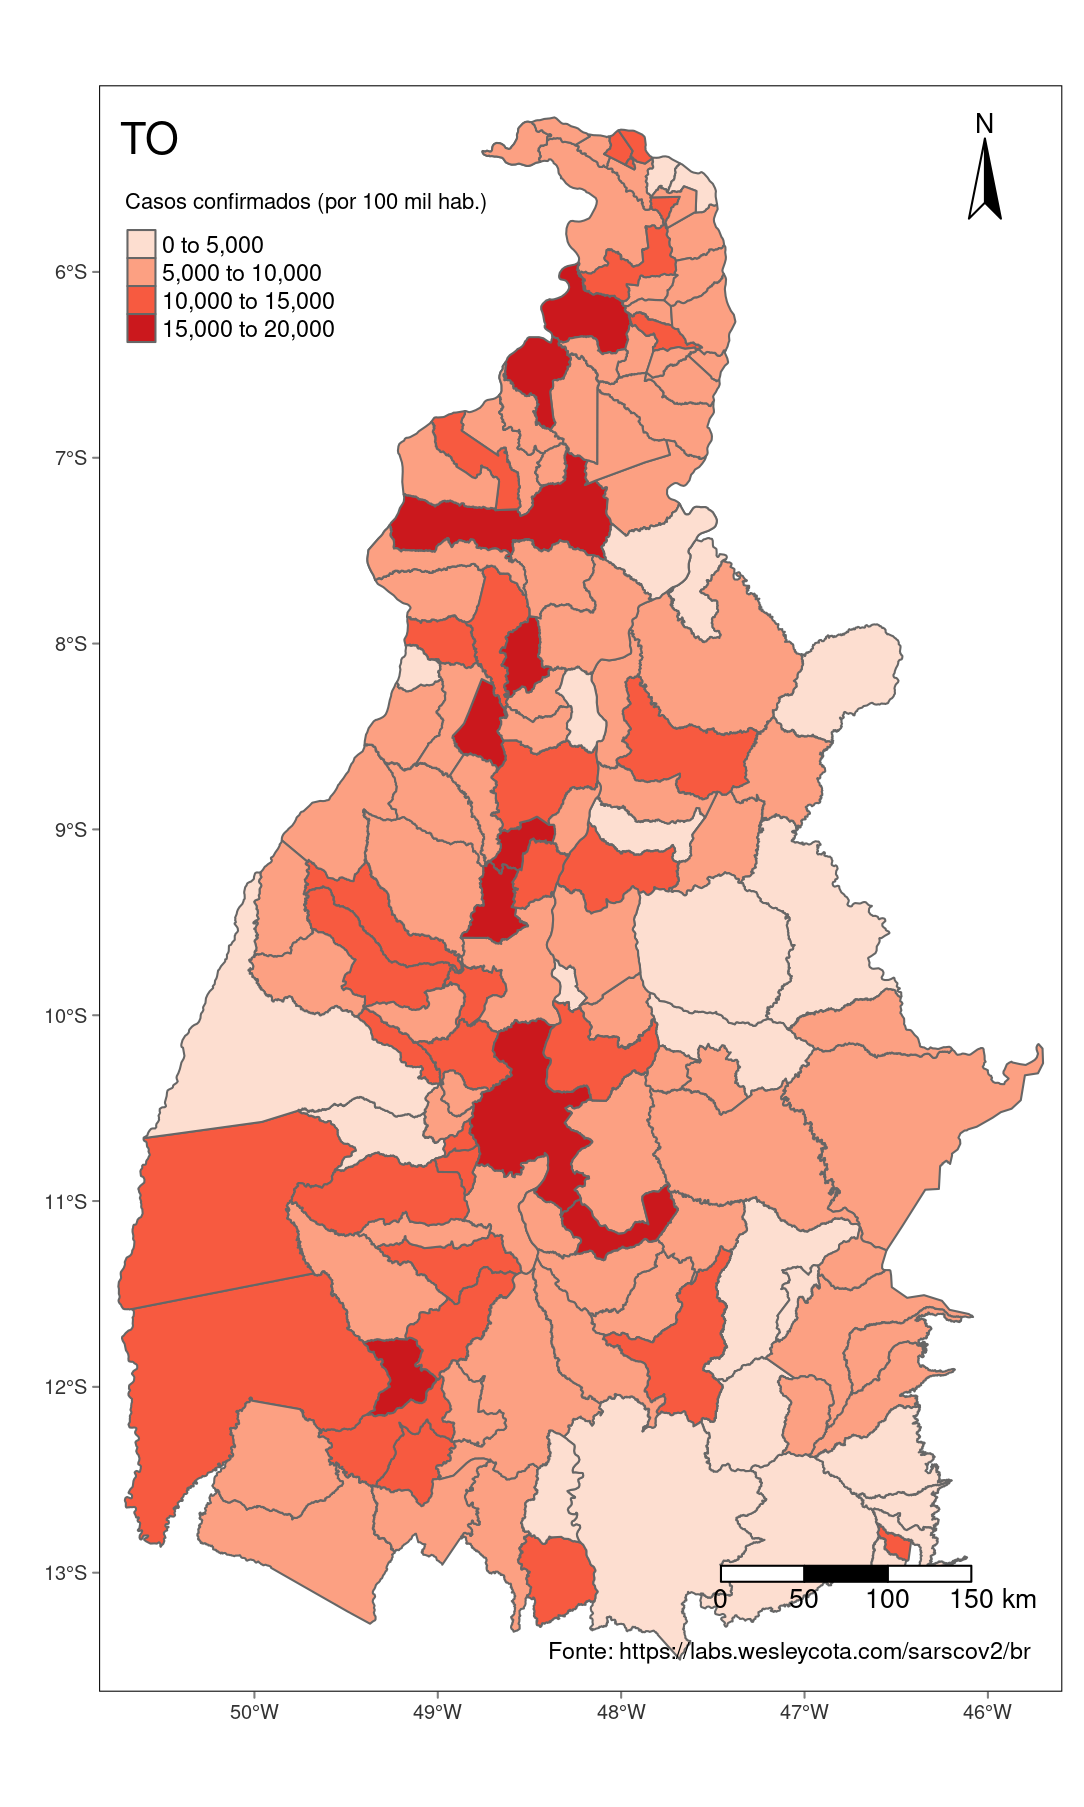 TO
N
Casos confirmados (por 100 mil hab.)
0 to 5,000
5,000 to 10,000
10,000 to 15,000
15,000 to 20,000
6°S
7°S
8°S
9°S
10°S
11°S
12°S
13°S
0 50 100 150 km
Fonte: https://labs.wesleycota.com/sarscov2/br
50°W 49°W 48°W 47°W 46°W